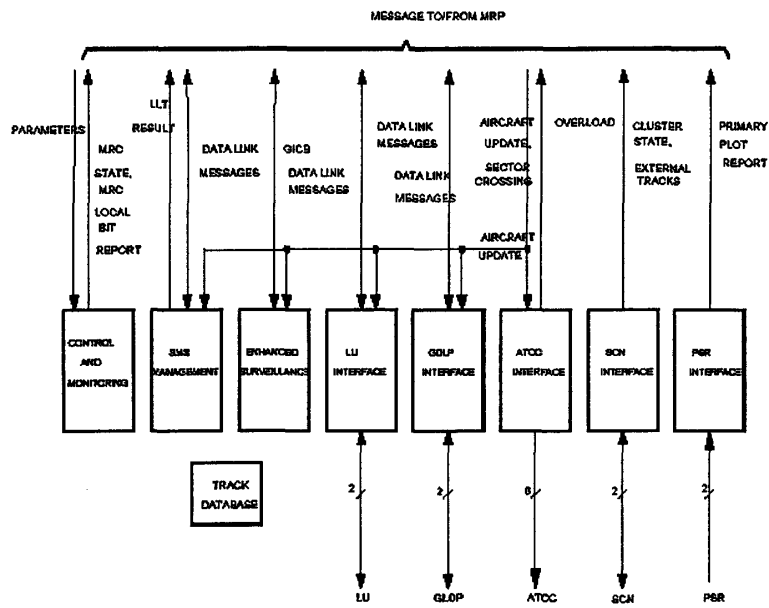 MESSAGE TO/FROM MRP
PARAMETERS
MRC
STATE,
MRC
LOCAL
BIT
REPORT
LLT
RESULT
DATA LINK
MESSAGES
GICB
DATA LINK
MESSAGES
DATA LINK
MESSAGES
DATA LINK
MESSAGES
AIRCRAFT
UPDATE,
SECTOR
CROSSING
AIRCRAFT
UPDATE
OVERLOAD
CLUSTER
STATE,
EXTERNAL
TRACKS
PRIMARY
PLOT
REPORT
CONTROL
AND
MONITORING
SMS
MANAGEMENT
ENHANCED
SURVEILLANCE
LU
INTERFACE
GDLP
INTERFACE
ATCC
INTERFACE
SCN
INTERFACE
PSR
INTERFACE
TRACK
DATABASE
2
2
6
2
2
LU
GLOP
ATCC
SCN
PSR